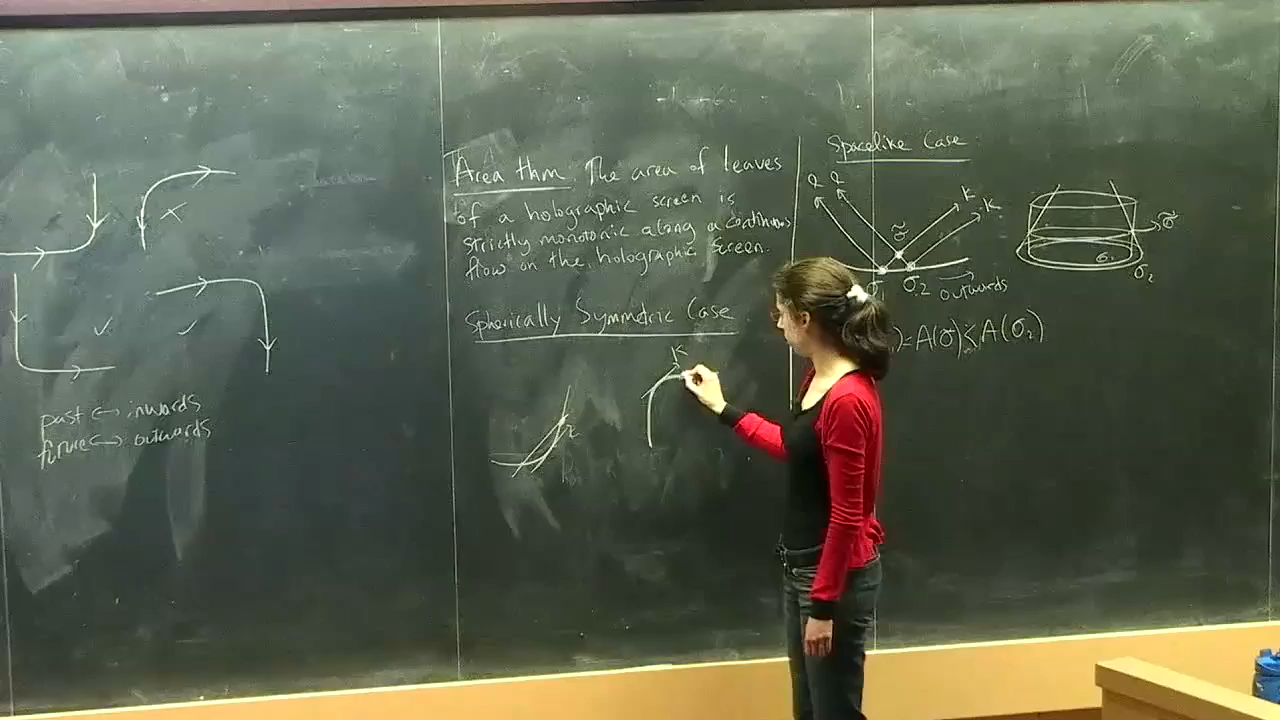 past ↔ inwards
future ↔ outwards
Area thm. The area of leaves
of a holographic screen is
strictly monotonic along a continuous
flow on the holographic screen.
Spherically Symmetric Case
K
Spacelike Case
K
K
σ̃
σ₁ σ₂
outwards
σ̃
σ₁
σ₂
A(σ̃) < A(σ₂)